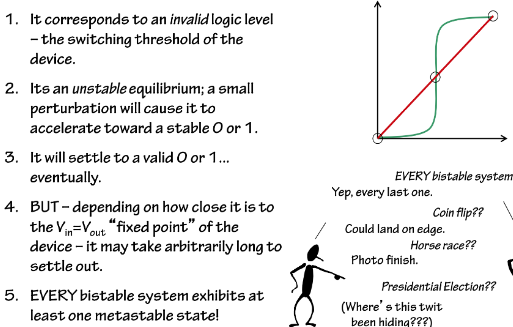 1. It corresponds to an invalid logic level
– the switching threshold of the
device.
2. Its an unstable equilibrium; a small
perturbation will cause it to
accelerate toward a stable 0 or 1.
3. It will settle to a valid 0 or 1...
eventually.
4. BUT – depending on how close it is to
the Vin=Vout “fixed point” of the
device – it may take arbitrarily long to
settle out.
5. EVERY bistable system exhibits at
least one metastable state!
EVERY bistable system
Yep, every last one.
Coin flip??
Could land on edge.
Horse race??
Photo finish.
Presidential Election??
(Where’s this twit
been hiding???)